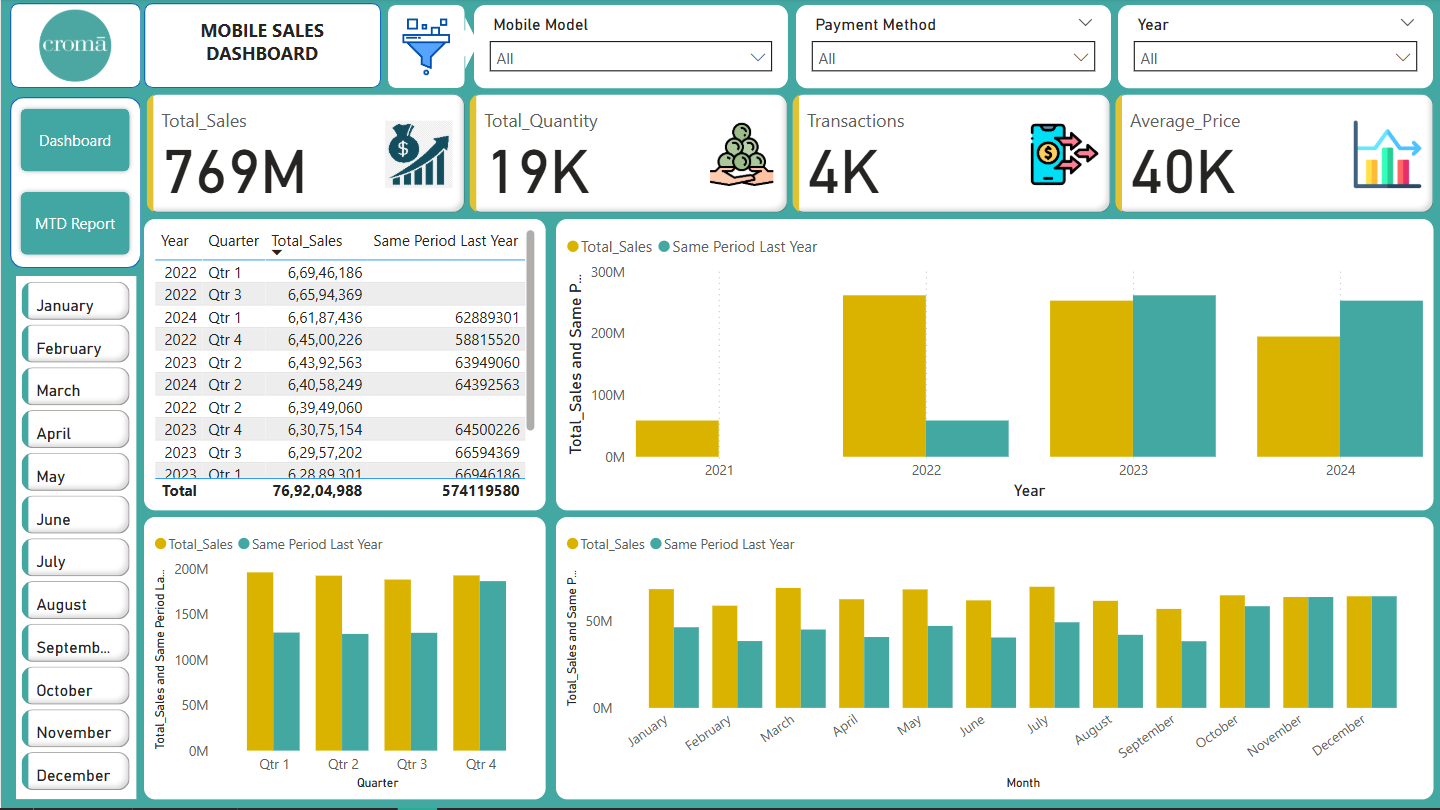 cromā
MOBILE SALES
DASHBOARD
Mobile Model
All
Payment Method
All
Year
All
Dashboard
MTD Report
Total_Sales
769M
Total_Quantity
19K
Transactions
4K
Average_Price
40K
January
February
March
April
May
June
July
August
Septemb...
October
November
December
Year Quarter Total_Sales Same Period Last Year
2022 Qtr 1 6,69,46,186
2022 Qtr 3 6,65,94,369
2024 Qtr 1 6,61,87,436 62889301
2022 Qtr 4 6,45,00,226 58815520
2023 Qtr 2 6,43,92,563 63949060
2024 Qtr 2 6,40,58,249 64392563
2022 Qtr 2 6,39,49,060
2023 Qtr 4 6,30,75,154 64500226
2023 Qtr 3 6,29,57,202 66594369
2023 Qtr 1 6,28,89,301 66946186
Total 76,92,04,988 574119580
Total_Sales Same Period Last Year
Total_Sales and Same P...
300M
200M
100M
0M
2021 2022 2023 2024
Year
Total_Sales Same Period Last Year
Total_Sales and Same Period La...
200M
150M
100M
50M
0M
Qtr 1 Qtr 2 Qtr 3 Qtr 4
Quarter
Total_Sales Same Period Last Year
Total_Sales and Same P...
50M
0M
January February March April May June July August September October November December
Month